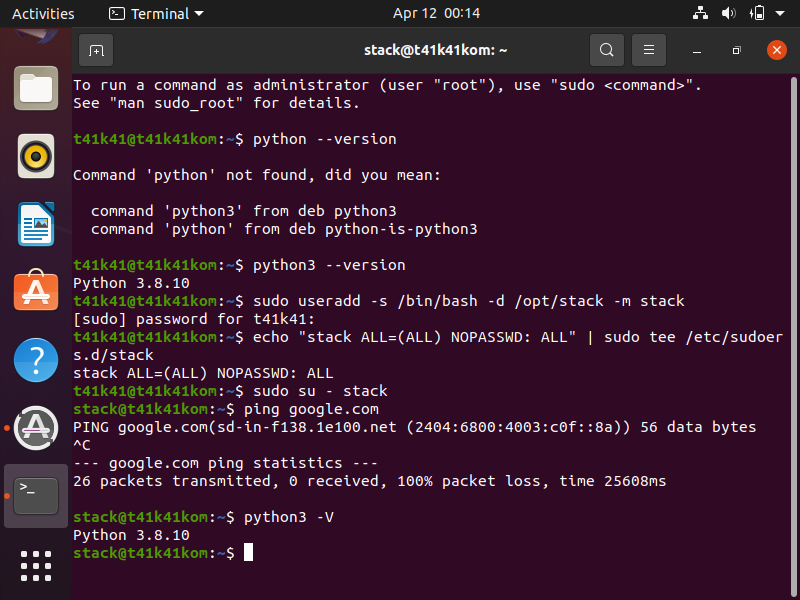 Activities
Terminal
Apr 12 00:14
stack@t41k41kom: ~
To run a command as administrator (user "root"), use "sudo <command>".
See "man sudo_root" for details.
t41k41@t41k41kom:~$ python --version
Command 'python' not found, did you mean:
command 'python3' from deb python3
command 'python' from deb python-is-python3
t41k41@t41k41kom:~$ python3 --version
Python 3.8.10
t41k41@t41k41kom:~$ sudo useradd -s /bin/bash -d /opt/stack -m stack
[sudo] password for t41k41:
t41k41@t41k41kom:~$ echo "stack ALL=(ALL) NOPASSWD: ALL" | sudo tee /etc/sudoer
s.d/stack
stack ALL=(ALL) NOPASSWD: ALL
t41k41@t41k41kom:~$ sudo su - stack
stack@t41k41kom:~$ ping google.com
PING google.com(sd-in-f138.1e100.net (2404:6800:4003:c0f::8a)) 56 data bytes
^C
--- google.com ping statistics ---
26 packets transmitted, 0 received, 100% packet loss, time 25608ms
stack@t41k41kom:~$ python3 -V
Python 3.8.10
stack@t41k41kom:~$